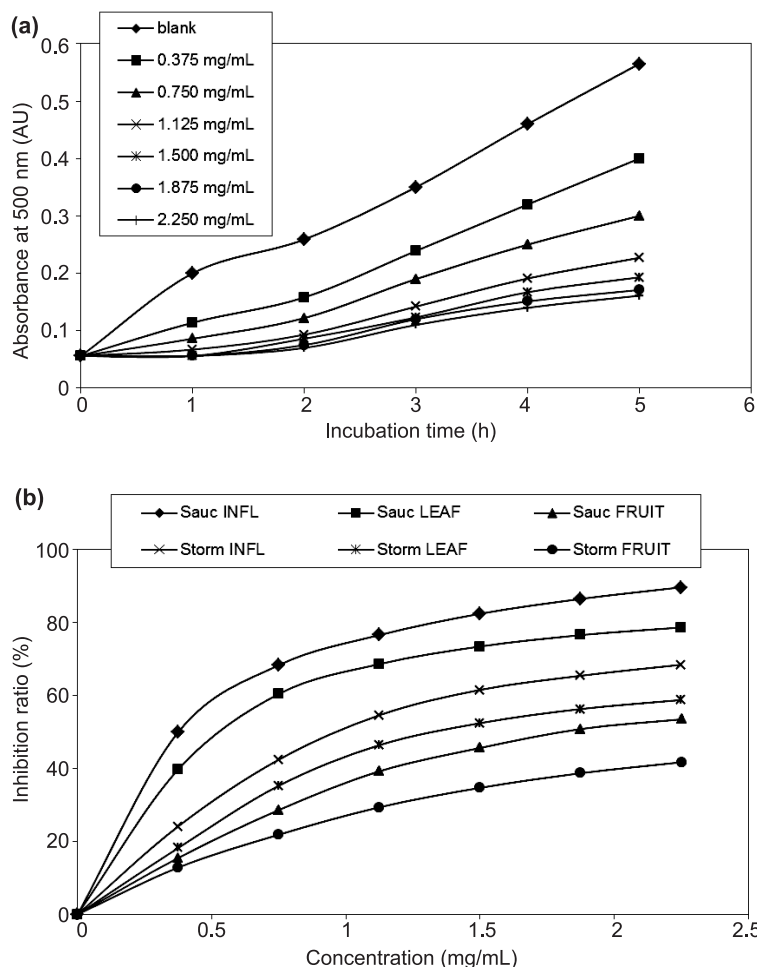 (a)
blank
0.375 mg/mL
0.750 mg/mL
1.125 mg/mL
1.500 mg/mL
1.875 mg/mL
2.250 mg/mL
0.6
0.5
0.4
0.3
0.2
0.1
0
Absorbance at 500 nm (AU)
0 1 2 3 4 5 6
Incubation time (h)
(b)
Sauc INFL Sauc LEAF Sauc FRUIT
Storm INFL Storm LEAF Storm FRUIT
100
80
60
40
20
0
Inhibition ratio (%)
0 0.5 1 1.5 2 2.5
Concentration (mg/mL)